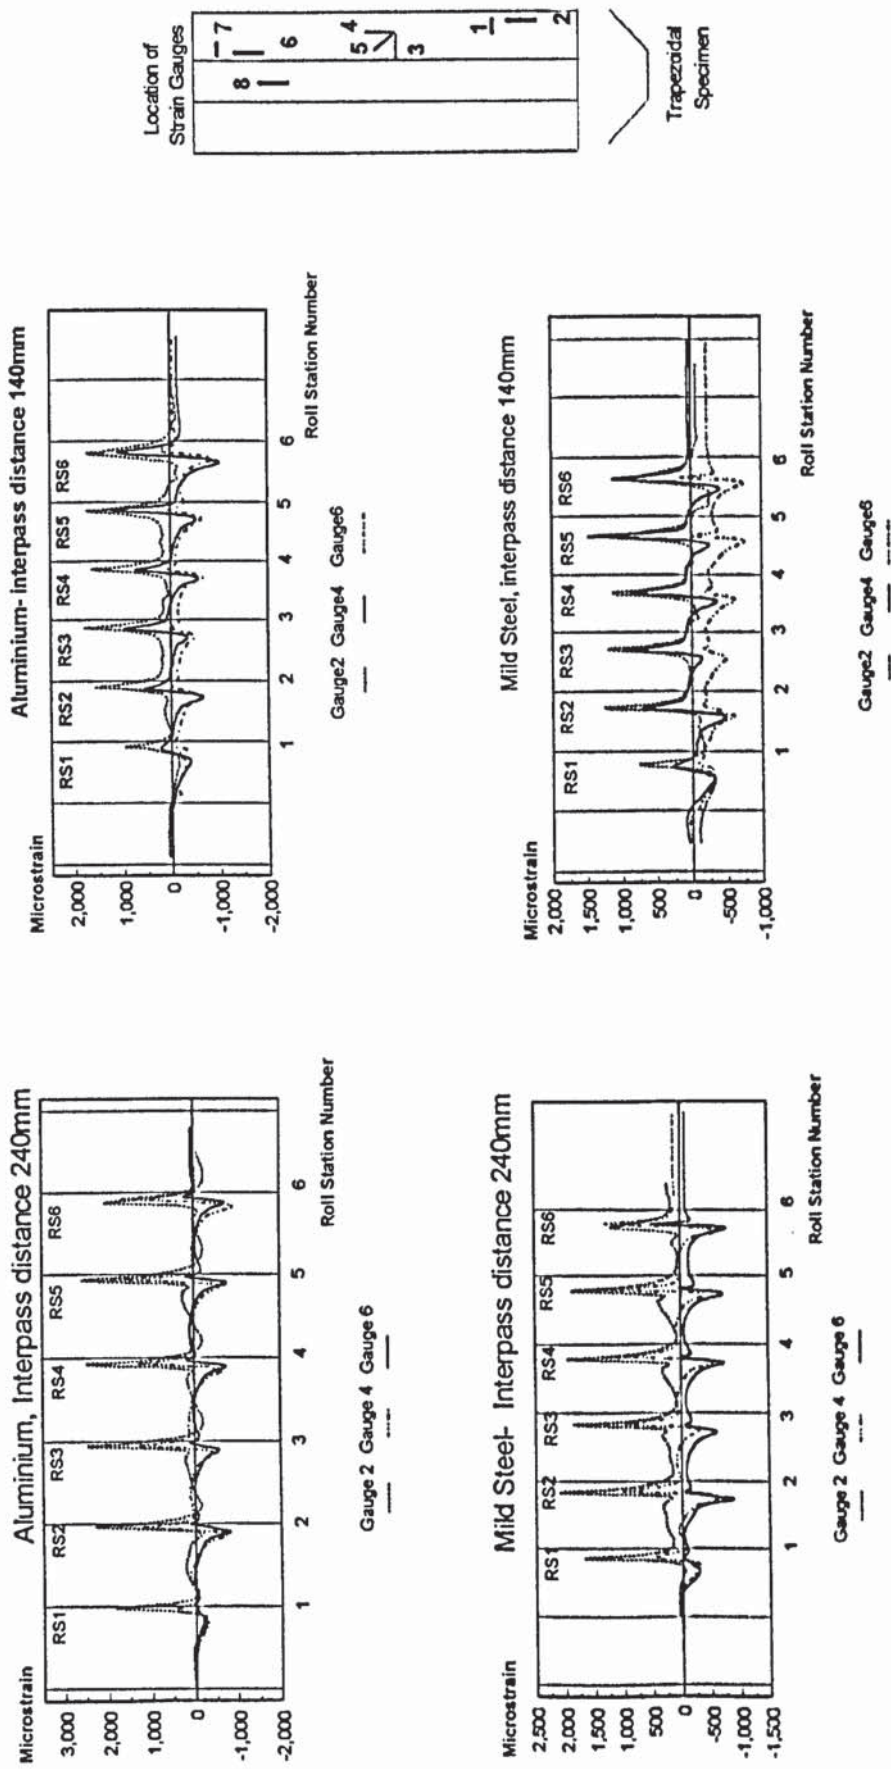 Aluminium, Interpass distance 240mm
Microstrain
3,000
2,000
1,000
0
-1,000
-2,000
RS1 RS2 RS3 RS4 RS5 RS6
1 2 3 4 5 6
Roll Station Number
Gauge 2 Gauge 4 Gauge 6
Aluminium- interpass distance 140mm
Microstrain
2,000
1,000
0
-1,000
-2,000
RS1 RS2 RS3 RS4 RS5 RS6
1 2 3 4 5 6
Roll Station Number
Gauge2 Gauge4 Gauge6
Location of
Strain Gauges
7
8 6
4
5
3
1
2
Trapezoidal
Specimen
Mild Steel- Interpass distance 240mm
Microstrain
2,500
2,000
1,500
1,000
500
0
-500
-1,000
-1,500
RS1 RS2 RS3 RS4 RS5 RS6
1 2 3 4 5 6
Roll Station Number
Gauge 2 Gauge 4 Gauge 6
Mild Steel, interpass distance 140mm
Microstrain
2,000
1,500
1,000
500
0
-500
-1,000
RS1 RS2 RS3 RS4 RS5 RS6
1 2 3 4 5 6
Roll Station Number
Gauge2 Gauge4 Gauge6